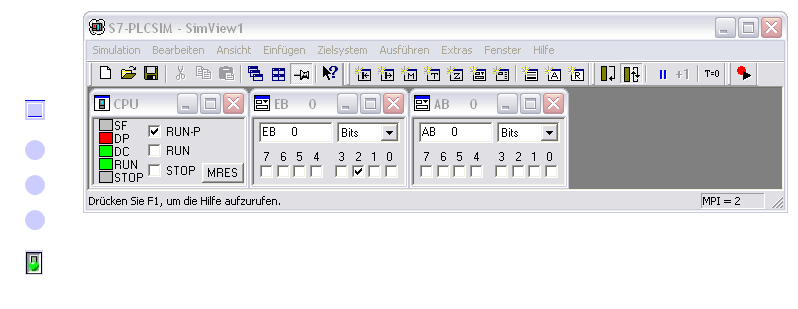 S7-PLCSIM - SimView1
Simulation Bearbeiten Ansicht Einfügen Zielsystem Ausführen Extras Fenster Hilfe
+1 T=0
CPU
SF
DP
DC
RUN
STOP
RUN-P
RUN
STOP
MRES
EB 0
EB 0 Bits
7 6 5 4 3 2 1 0
AB 0
AB 0 Bits
7 6 5 4 3 2 1 0
Drücken Sie F1, um die Hilfe aufzurufen.
MPI = 2